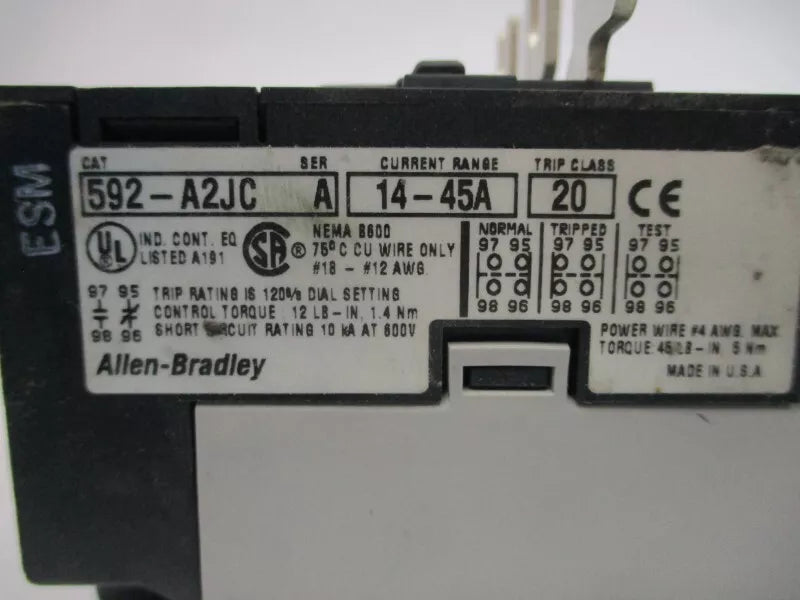 ESM
CAT SER CURRENT RANGE TRIP CLASS
592-A2JC A 14-45A 20 CE
UL IND. CONT. EQ
LISTED A191
SA ® NEMA B600
75°C CU WIRE ONLY
#18 - #12 AWG.
NORMAL TRIPPED TEST
97 95 97 95 97 95
98 96 98 96 98 96
97 95
98 96
TRIP RATING IS 120% DIAL SETTING
CONTROL TORQUE : 12 LB-IN, 1.4 Nm
SHORT CIRCUIT RATING 10 kA AT 600V
Allen-Bradley
POWER WIRE #4 AWG. MAX
TORQUE: 45 LB-IN, 5 Nm
MADE IN U.S.A